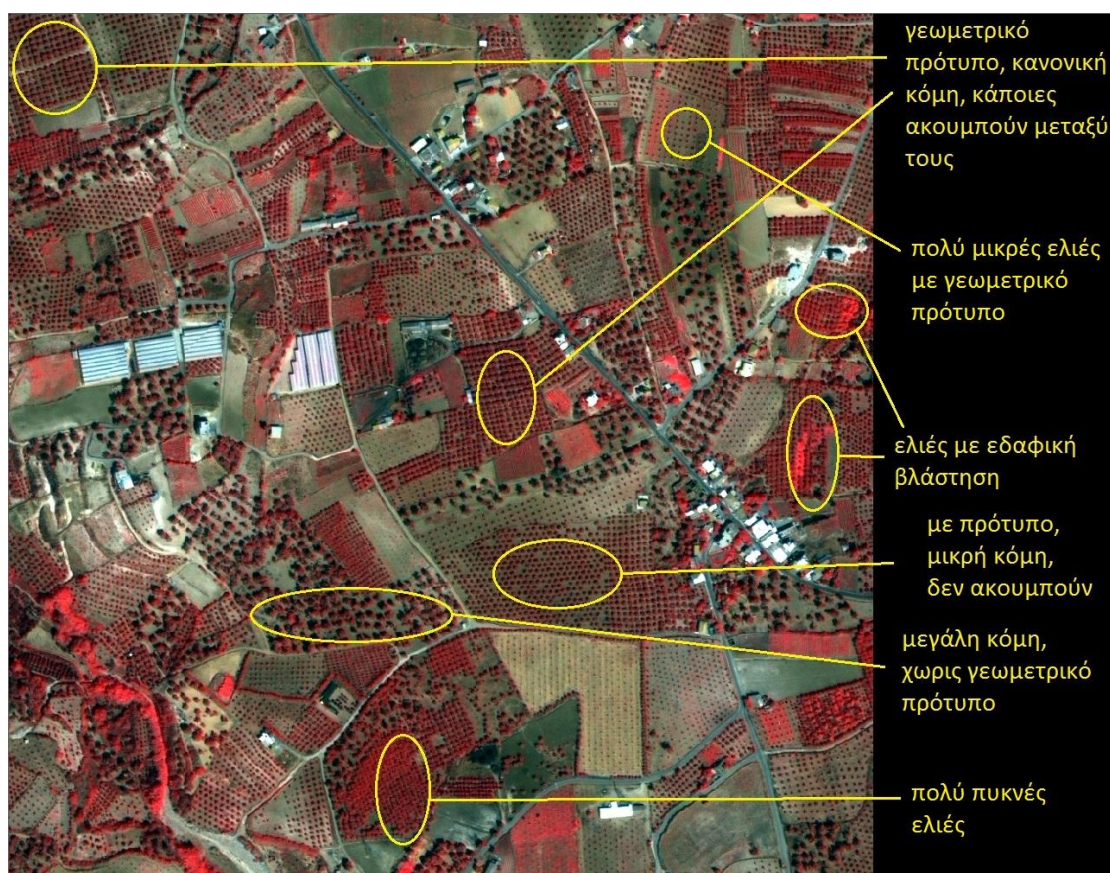 γεωμετρικό
πρότυπο, κανονική
κόμη, κάποιες
ακουμπούν μεταξύ
τους
πολύ μικρές ελιές
με γεωμετρικό
πρότυπο
ελιές με εδαφική
βλάστηση
με πρότυπο,
μικρή κόμη,
δεν ακουμπούν
μεγάλη κόμη,
χωρις γεωμετρικό
πρότυπο
πολύ πυκνές
ελιές